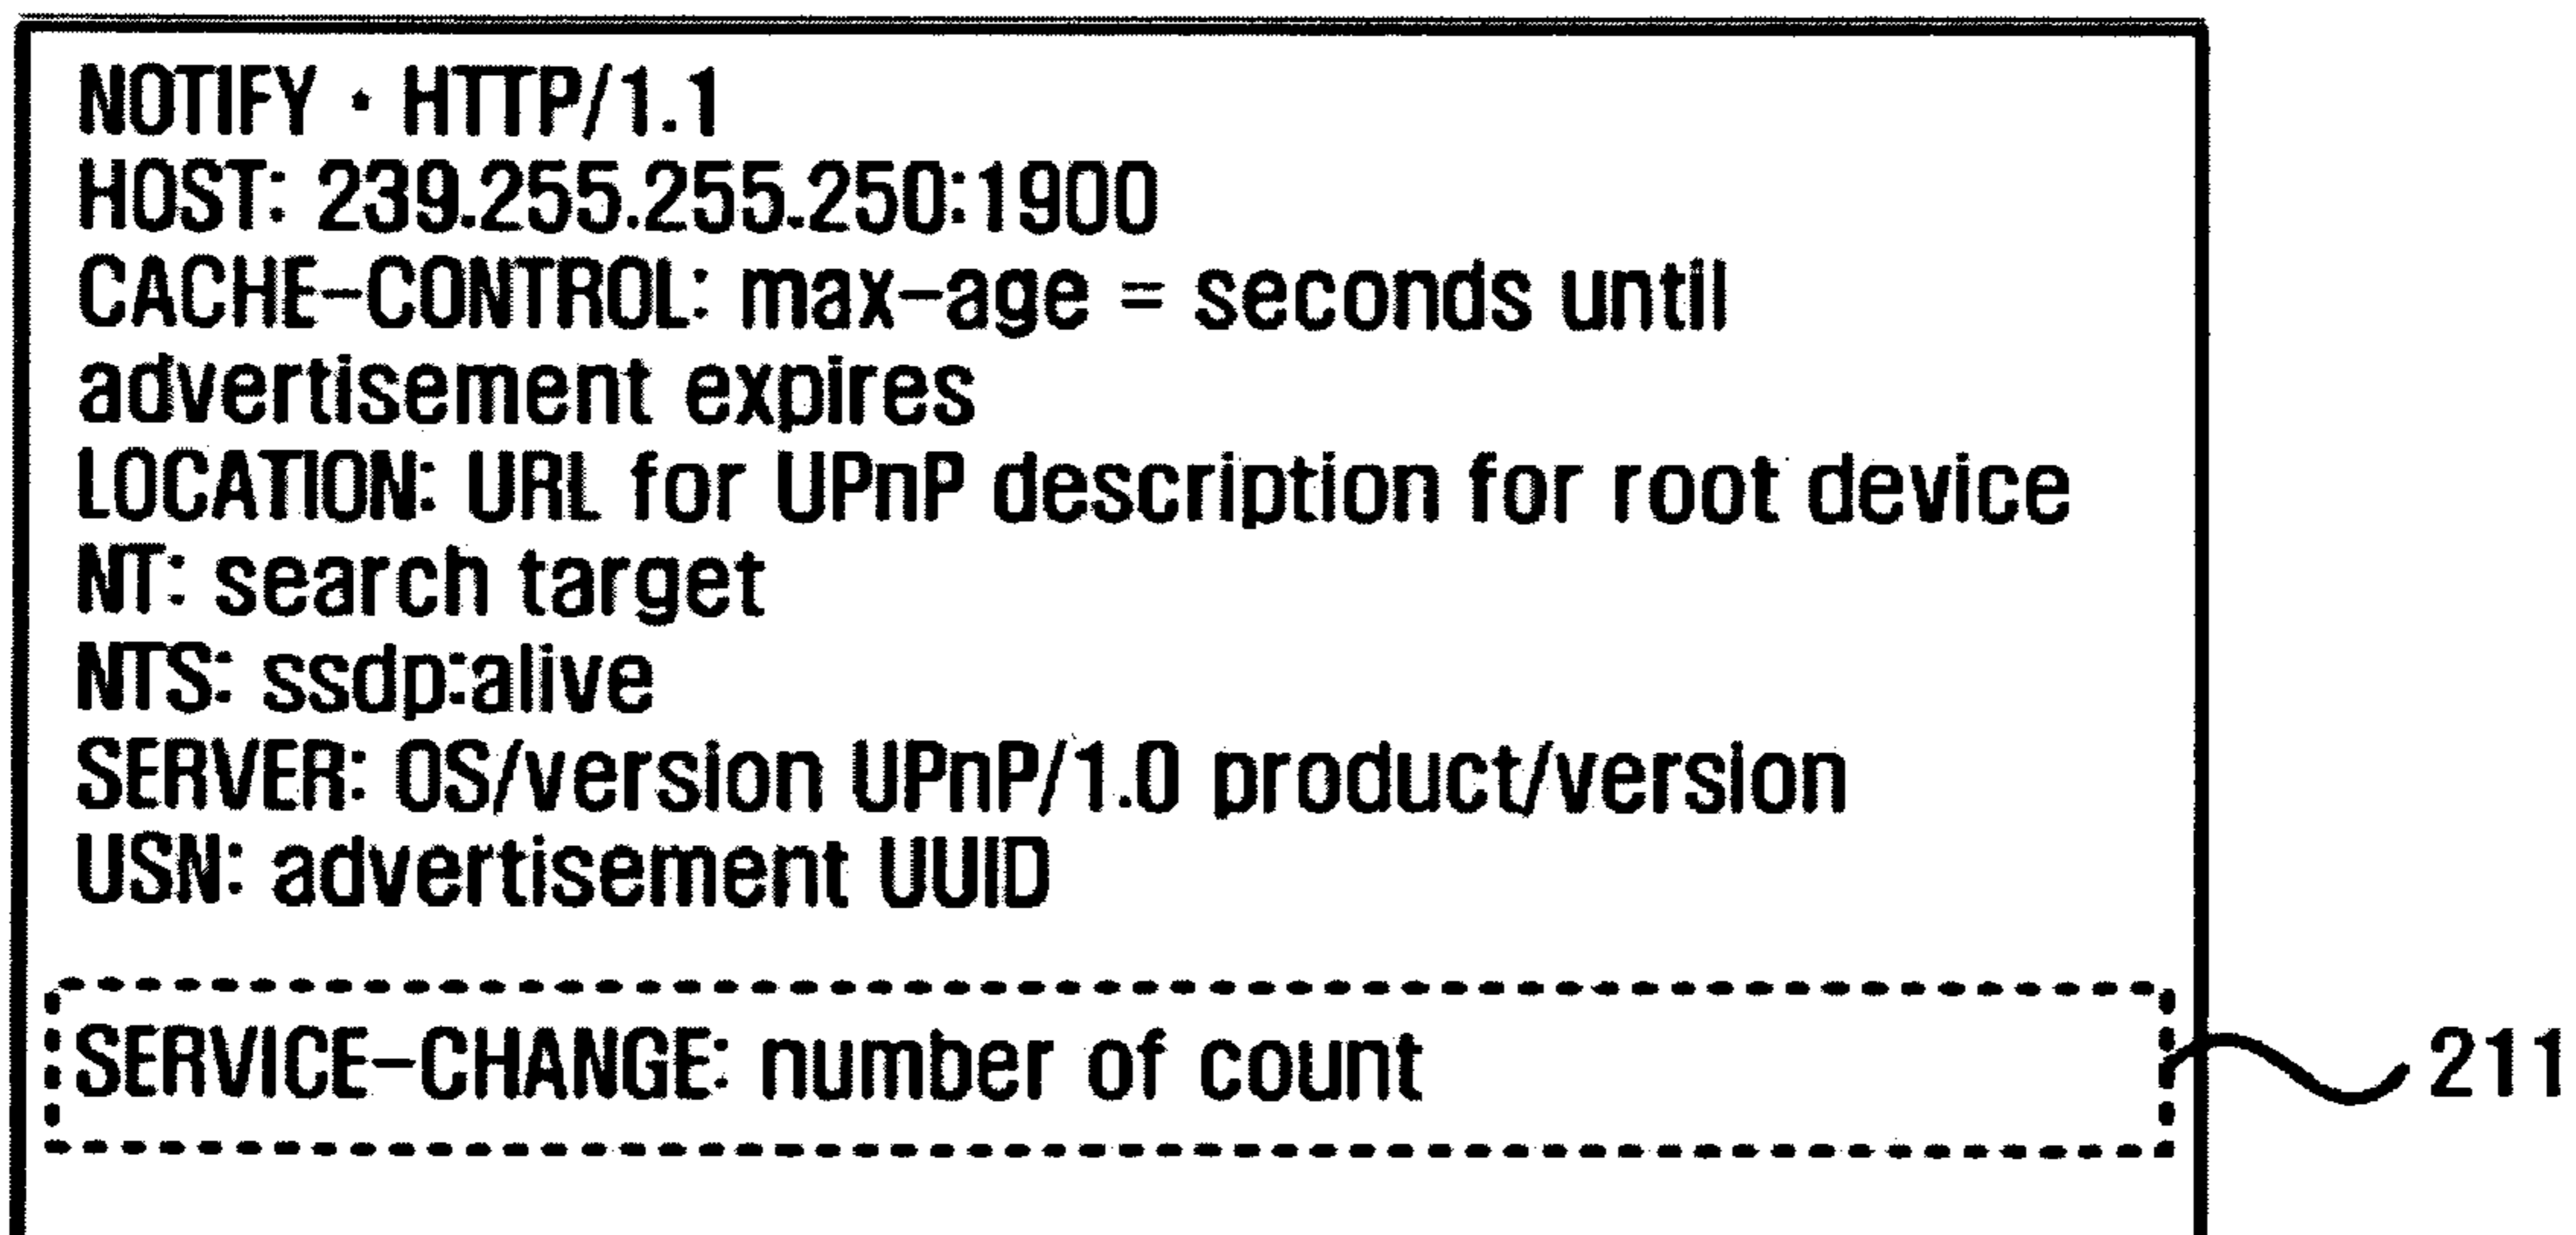 NOTIFY · HTTP/1.1
HOST: 239.255.255.250:1900
CACHE-CONTROL: max-age = seconds until
advertisement expires
LOCATION: URL for UPnP description for root device
NT: search target
NTS: ssdp:alive
SERVER: OS/version UPnP/1.0 product/version
USN: advertisement UUID
SERVICE-CHANGE: number of count
211